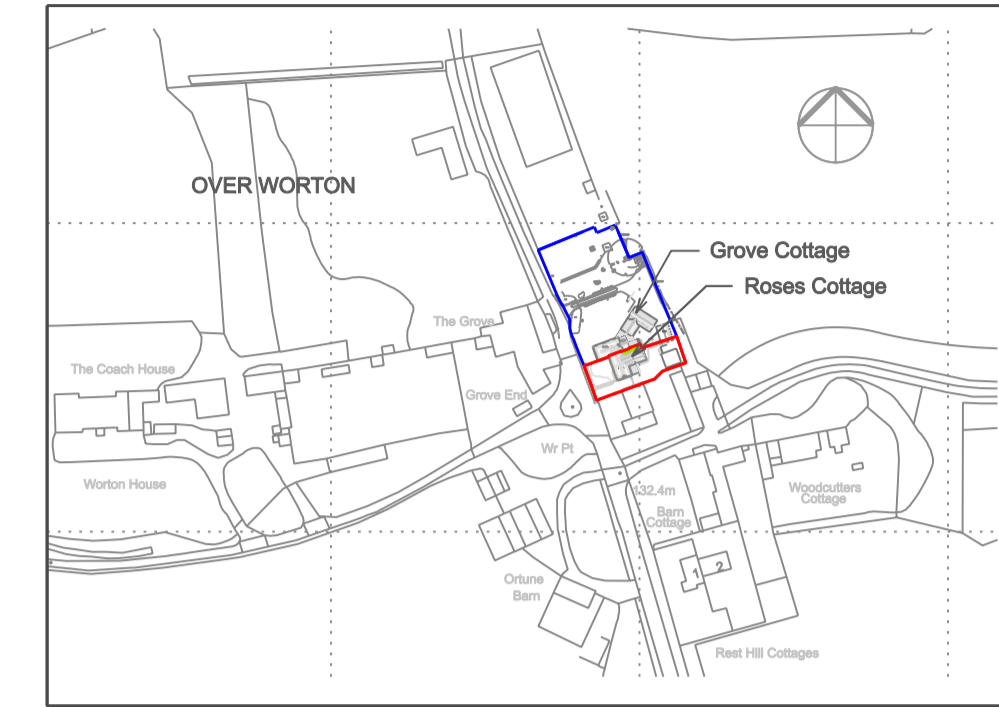 OVER WORTON
Grove Cottage
Roses Cottage
The Grove
The Coach House
Grove End
Wr Pt
Worton House
132.4m
Barn
Cottage
Woodcutters
Cottage
1
2
Ortune
Barn
Rest Hill Cottages